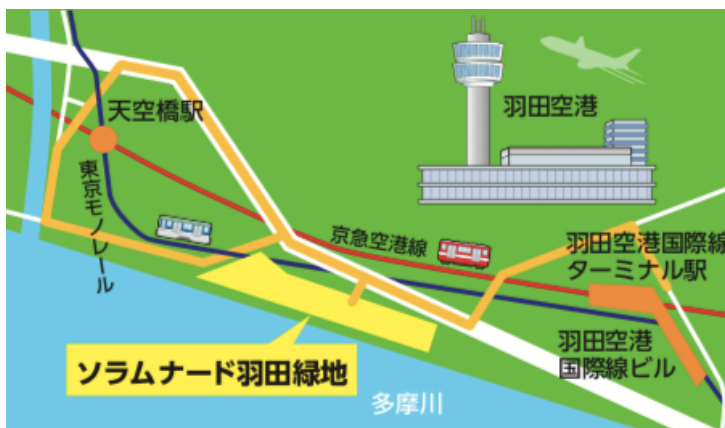 天空橋駅
羽田空港
東京モノレール
京急空港線
羽田空港国際線
ターミナル駅
羽田空港
国際線ビル
ソラムナード羽田緑地
多摩川